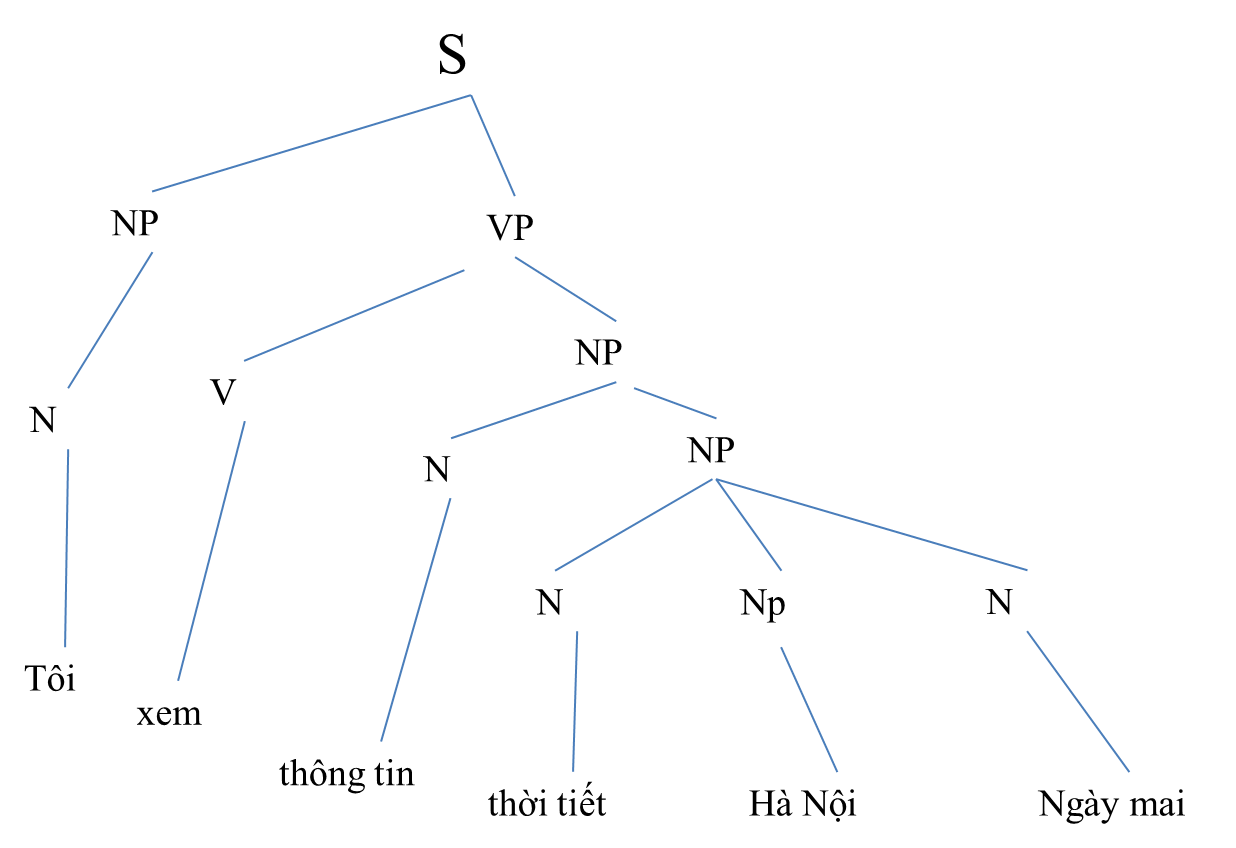 S
NP
VP
NP
V
N
NP
N
N
Np
N
Tôi
xem
thông tin
thời tiết
Hà Nội
Ngày mai